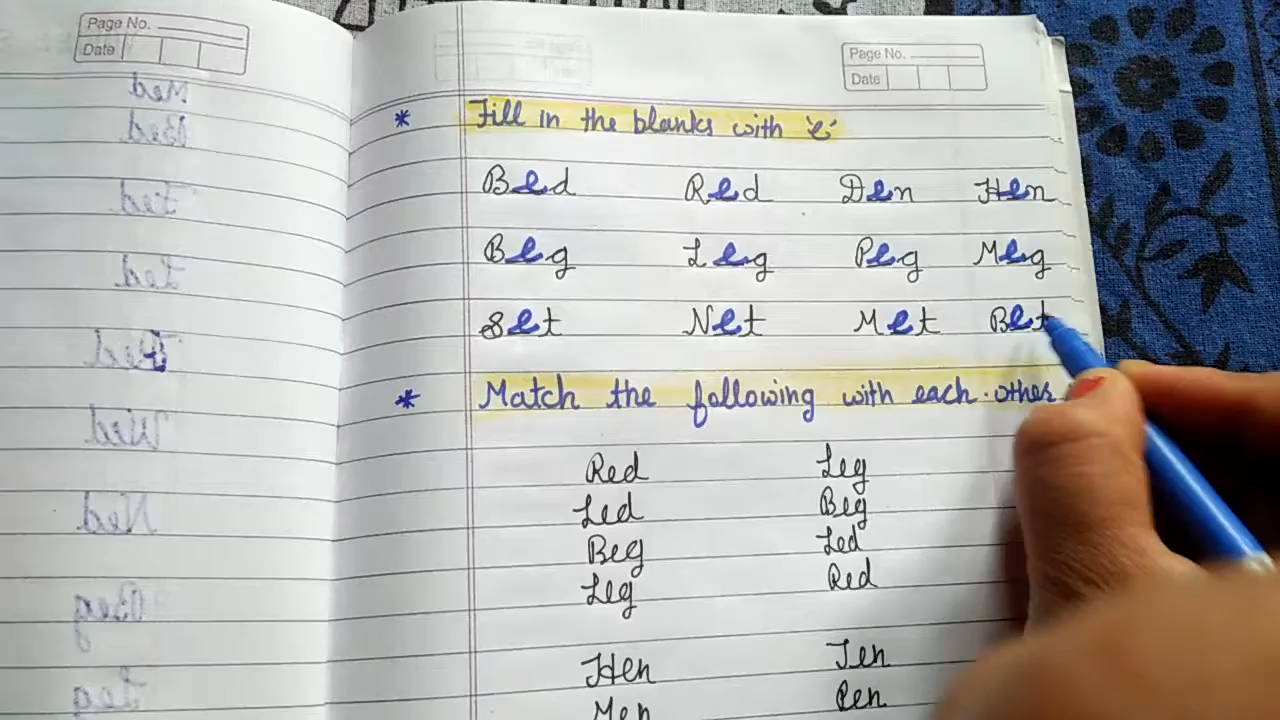 Page No.
Date
Page No.
Date
* Fill in the blanks with 'e'
Bed Red Den Hen
Beg Leg Peg Meg
Set Net Met Bet
* Match the following with each other
Red Leg
Led Beg
Beg Led
Leg Red
Hen Ten
Men Pen